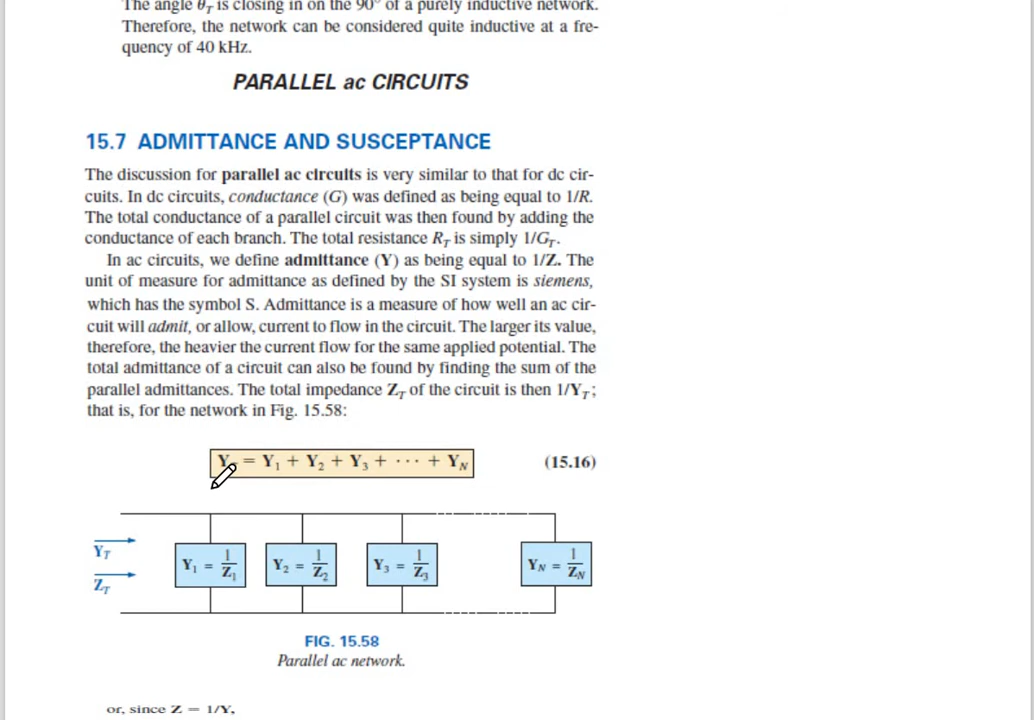 The angle θT is closing in on the 90° of a purely inductive network.
Therefore, the network can be considered quite inductive at a fre-
quency of 40 kHz.
PARALLEL ac CIRCUITS
15.7 ADMITTANCE AND SUSCEPTANCE
The discussion for parallel ac circuits is very similar to that for dc cir-
cuits. In dc circuits, conductance (G) was defined as being equal to 1/R.
The total conductance of a parallel circuit was then found by adding the
conductance of each branch. The total resistance RT is simply 1/GT.
In ac circuits, we define admittance (Y) as being equal to 1/Z. The
unit of measure for admittance as defined by the SI system is siemens,
which has the symbol S. Admittance is a measure of how well an ac cir-
cuit will admit, or allow, current to flow in the circuit. The larger its value,
therefore, the heavier the current flow for the same applied potential. The
total admittance of a circuit can also be found by finding the sum of the
parallel admittances. The total impedance ZT of the circuit is then 1/YT;
that is, for the network in Fig. 15.58:
YT = Y1 + Y2 + Y3 + ··· + YN (15.16)
YT
ZT
Y1 = 1/Z1
Y2 = 1/Z2
Y3 = 1/Z3
YN = 1/ZN
FIG. 15.58
Parallel ac network.
or, since Z = 1/Y,